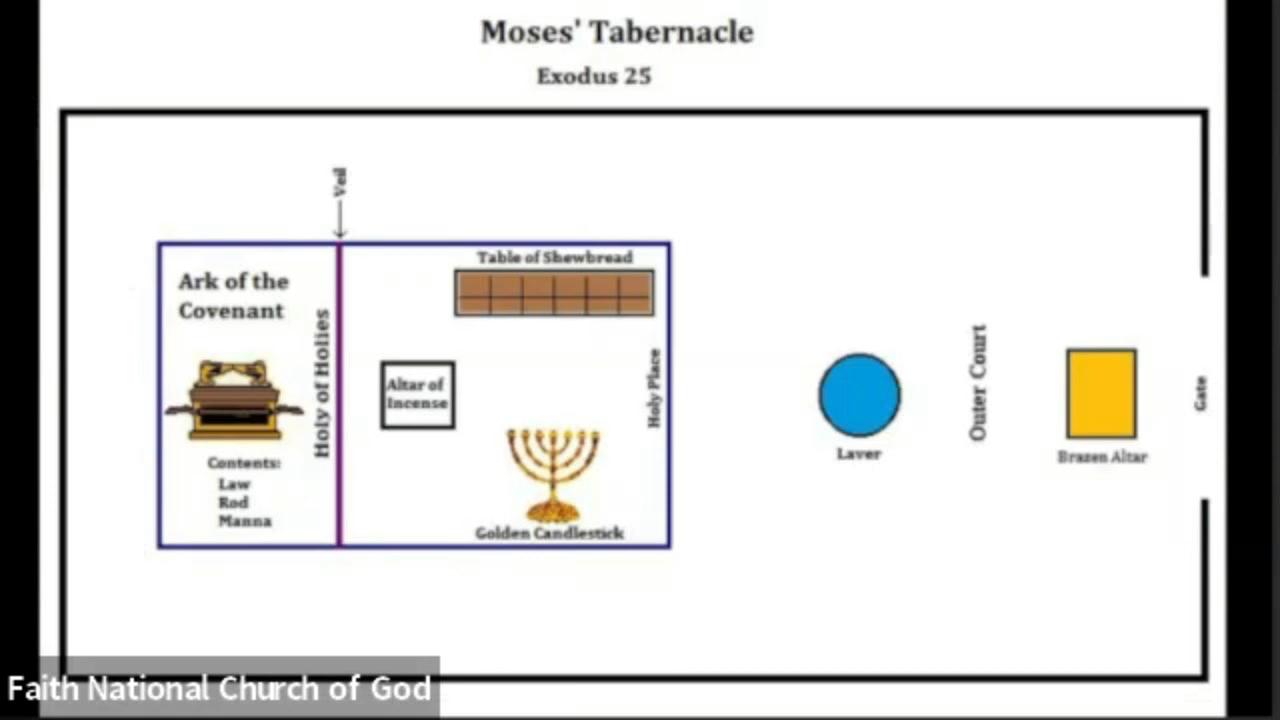 Moses' Tabernacle
Exodus 25
Veil
Ark of the
Covenant
Holy of Holies
Contents:
Law
Rod
Manna
Table of Shewbread
Altar of
Incense
Holy Place
Golden Candlestick
Laver
Outer Court
Brazen Altar
Gate
Faith National Church of God